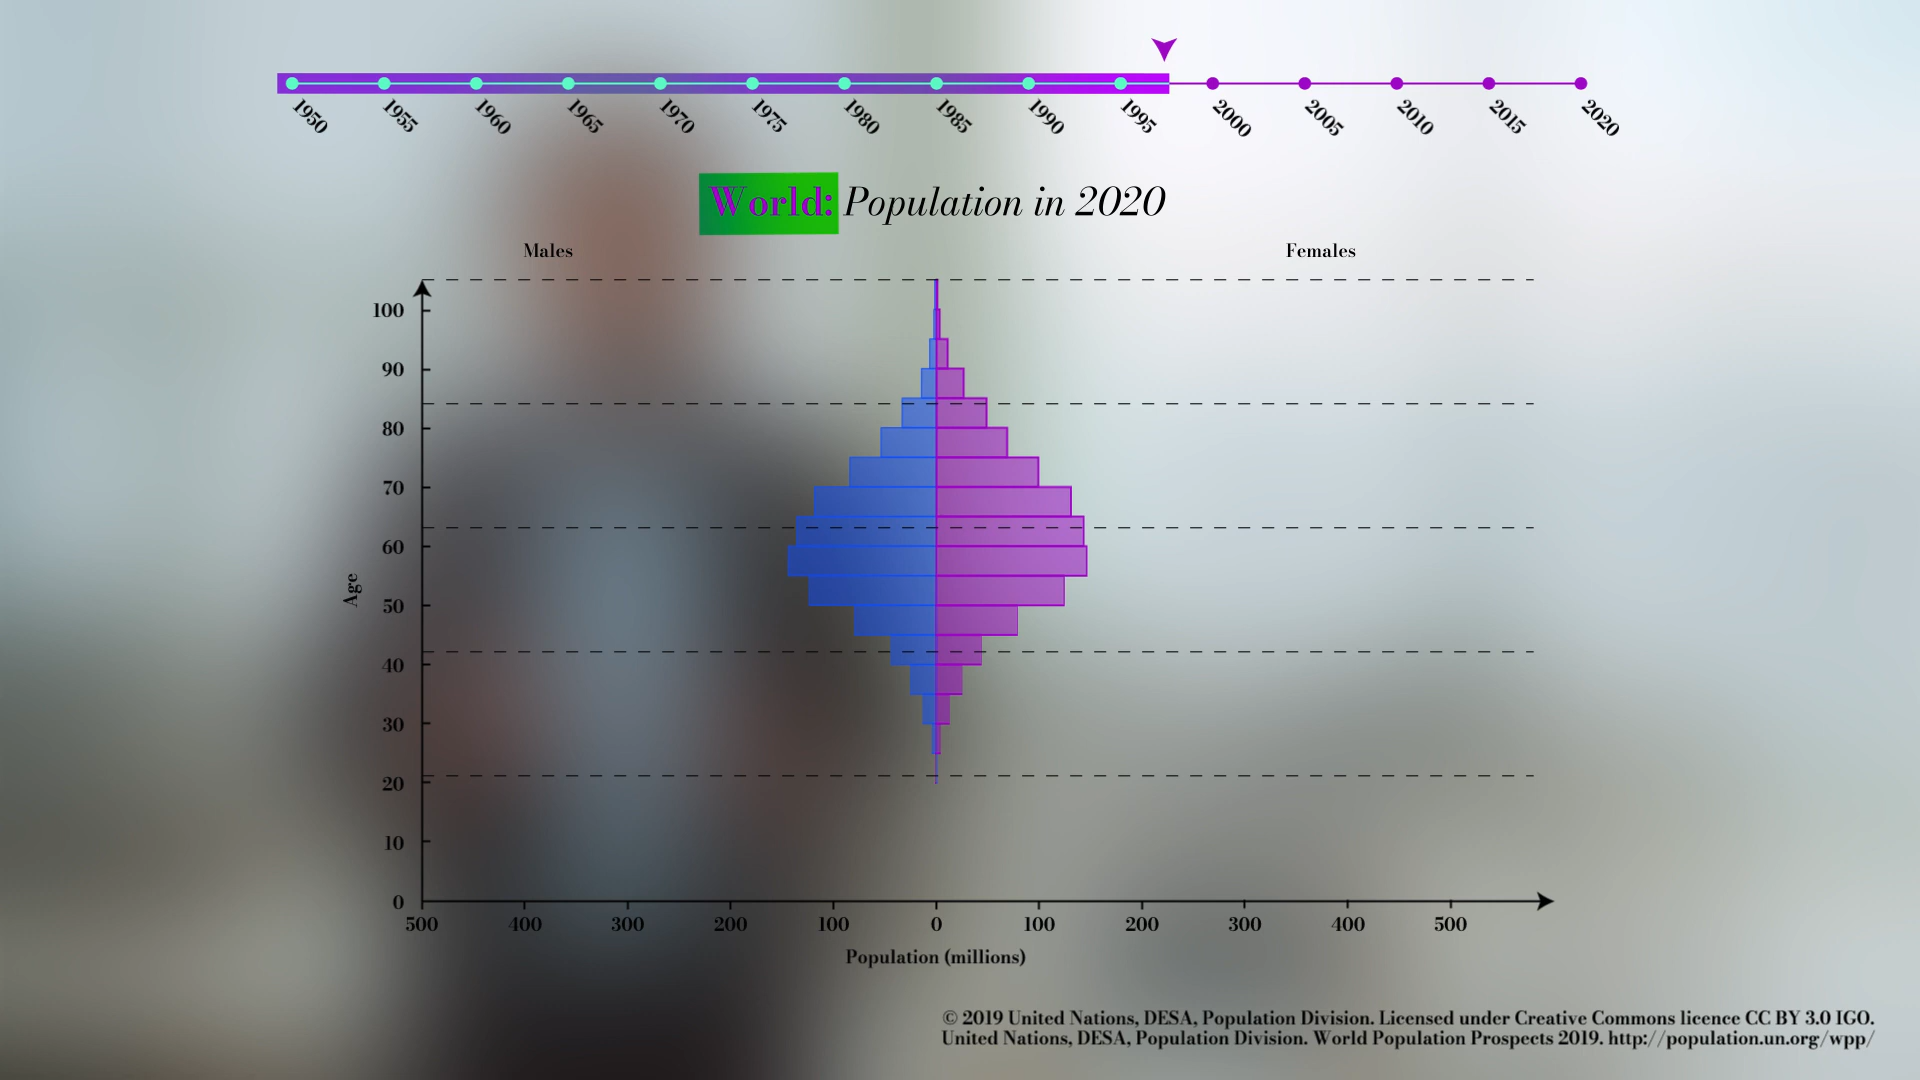 1950 1955 1960 1965 1970 1975 1980 1985 1990 1995 2000 2005 2010 2015 2020
World: Population in 2020
Males Females
100
90
80
70
60
50
40
30
20
10
0
Age
500 400 300 200 100 0 100 200 300 400 500
Population (millions)
© 2019 United Nations, DESA, Population Division. Licensed under Creative Commons licence CC BY 3.0 IGO.
United Nations, DESA, Population Division. World Population Prospects 2019. http://population.un.org/wpp/